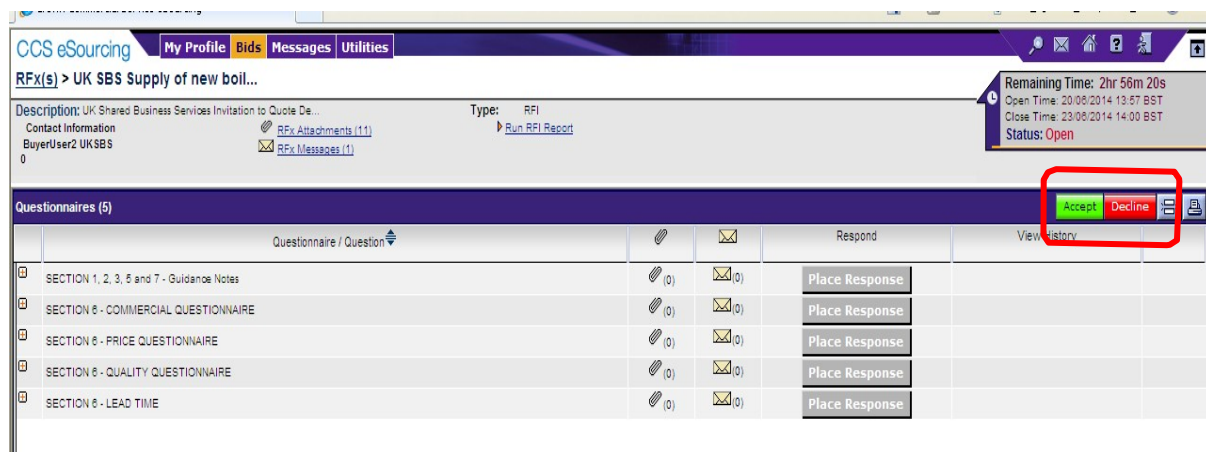 CCS eSourcing My Profile Bids Messages Utilities
RFx(s) > UK SBS Supply of new boil...
Remaining Time: 2hr 56m 20s
Open Time: 20/06/2014 13:57 BST
Close Time: 23/06/2014 14:00 BST
Status: Open
Description: UK Shared Business Services Invitation to Quote De...
Type: RFI
Contact Information
RFx Attachments (11)
Run RFI Report
BuyerUser2 UKSBS
RFx Messages (1)
0
Questionnaires (5)
Accept Decline
Questionnaire / Question
Respond
View History
SECTION 1, 2, 3, 5 and 7 - Guidance Notes (0) (0) Place Response
SECTION 6 - COMMERCIAL QUESTIONNAIRE (0) (0) Place Response
SECTION 6 - PRICE QUESTIONNAIRE (0) (0) Place Response
SECTION 6 - QUALITY QUESTIONNAIRE (0) (0) Place Response
SECTION 6 - LEAD TIME (0) (0) Place Response